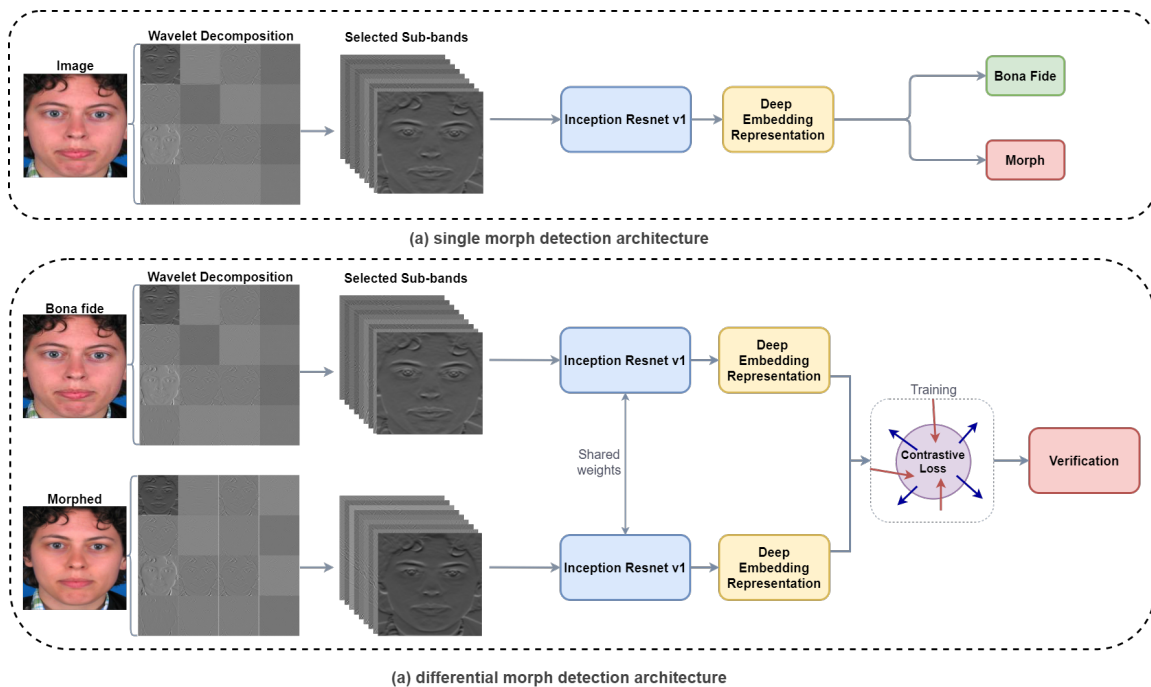 Wavelet Decomposition
Selected Sub-bands
Image
Inception Resnet v1
Deep
Embedding
Representation
Bona Fide
Morph
(a) single morph detection architecture
Wavelet Decomposition
Selected Sub-bands
Bona fide
Inception Resnet v1
Deep
Embedding
Representation
Training
Shared
weights
Contrastive
Loss
Verification
Morphed
Inception Resnet v1
Deep
Embedding
Representation
(a) differential morph detection architecture